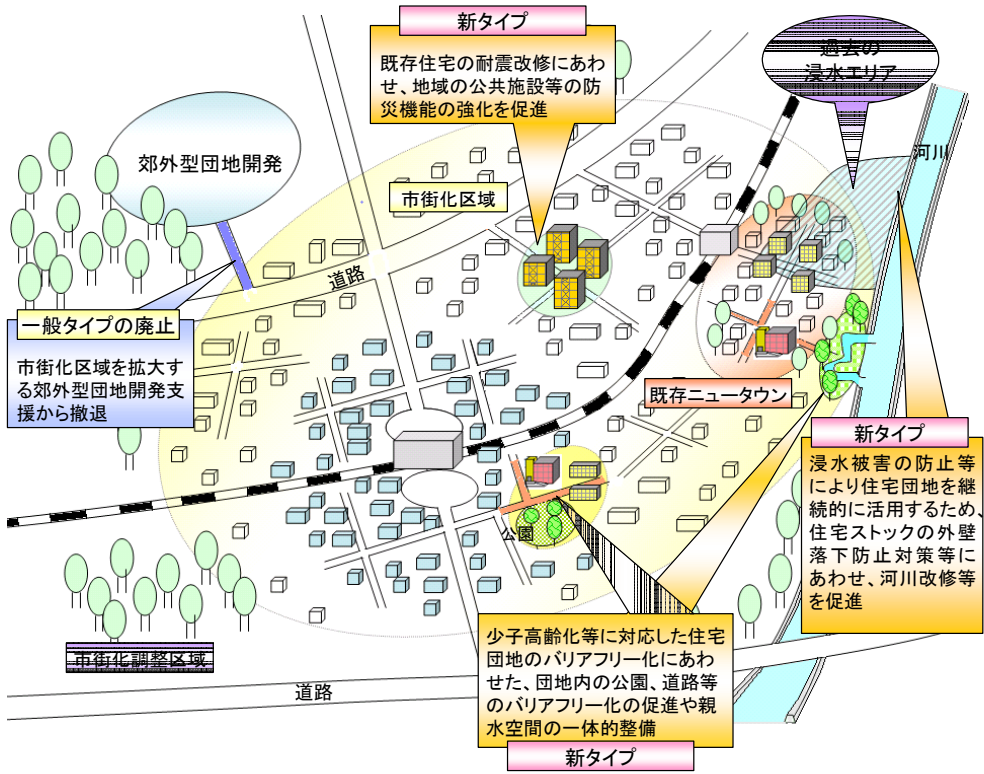 新タイプ
既存住宅の耐震改修にあわ
せ、地域の公共施設等の防
災機能の強化を促進
過去の
浸水エリア
河川
郊外型団地開発
市街化区域
道路
一般タイプの廃止
市街化区域を拡大す
る郊外型団地開発支
援から撤退
既存ニュータウン
新タイプ
浸水被害の防止等
により住宅団地を継
続的に活用するため、
住宅ストックの外壁
落下防止対策等に
あわせ、河川改修等
を促進
公園
少子高齢化等に対応した住宅
団地のバリアフリー化にあわ
せた、団地内の公園、道路等
のバリアフリー化の促進や親
水空間の一体的整備
新タイプ
市街化調整区域
道路